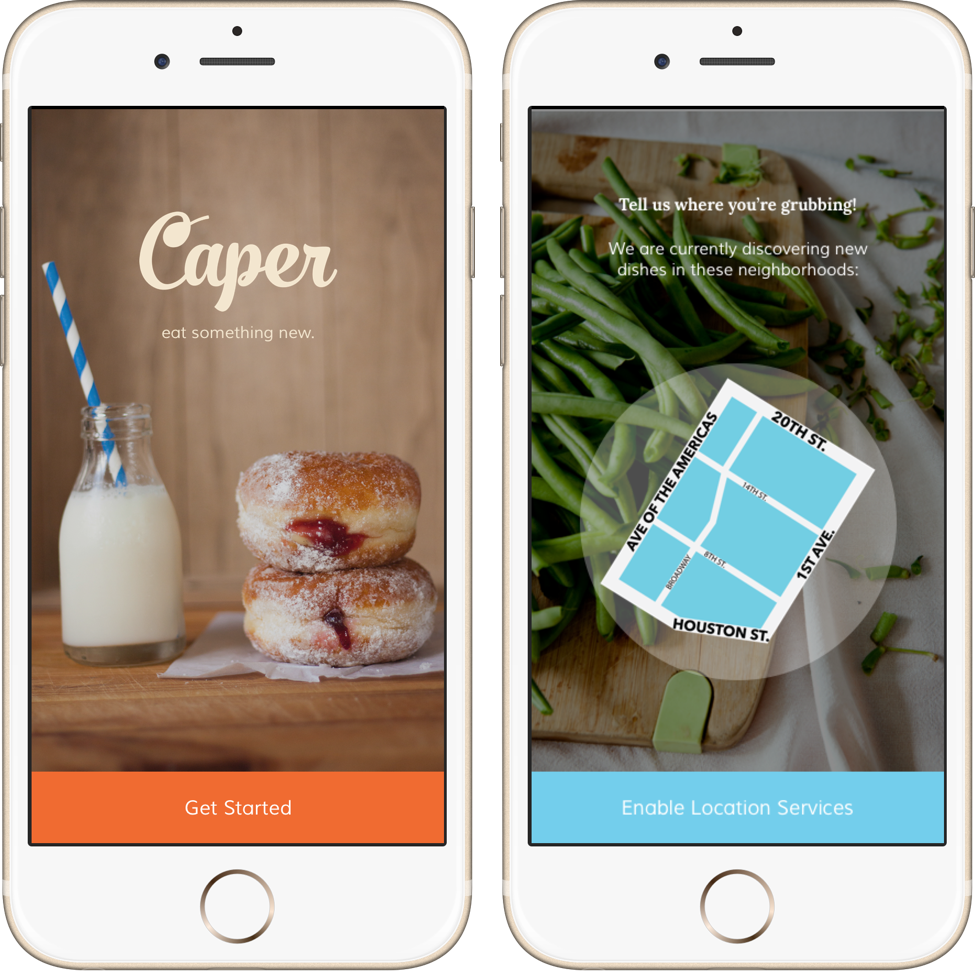 Caper
eat something new.
Get Started
Tell us where you’re grubbing!
We are currently discovering new
dishes in these neighborhoods:
20TH ST.
AVE OF THE AMERICAS
14TH ST.
1ST AVE.
8TH ST.
BROADWAY
HOUSTON ST.
Enable Location Services